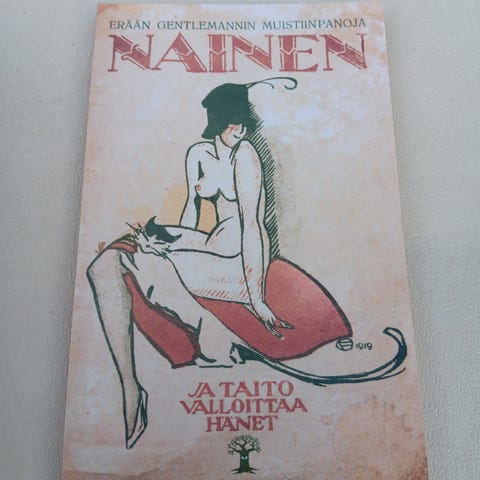 ERÄÄN GENTLEMANNIN MUISTIINPANOJA
NAINEN
1919
JA TAITO
VALLOITTAA
HÄNET